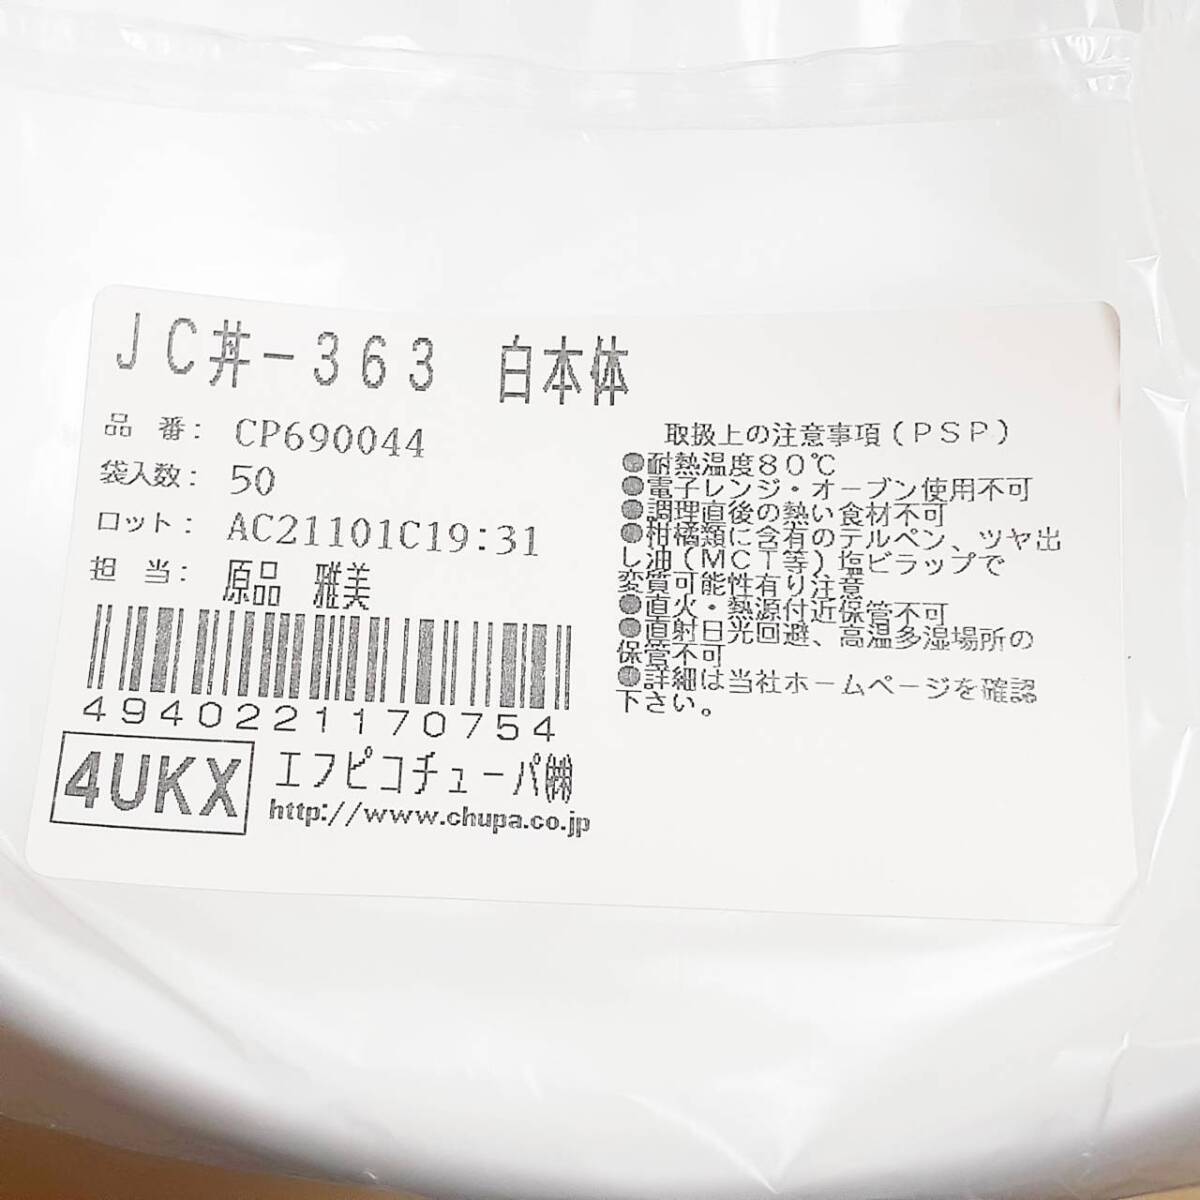 JC丼-363 白本体
品 番: CP690044
袋入数: 50
ロット: AC21101C19:31
担 当: 原品 雅美
4940221170754
4UKX
エフピコチューパ㈱
http://www.chupa.co.jp
取扱上の注意事項(PSP)
●耐熱温度80℃
●電子レンジ・オーブン使用不可
●調理直後の熱い食材不可
●柑橘類に含有のテルペン、ツヤ出
し油(MCT等)塩ビラップで
変質可能性有り注意
●直火・熱源付近保管不可
●直射日光回避、高温多湿場所の
保管不可
●詳細は当社ホームページを確認
下さい。